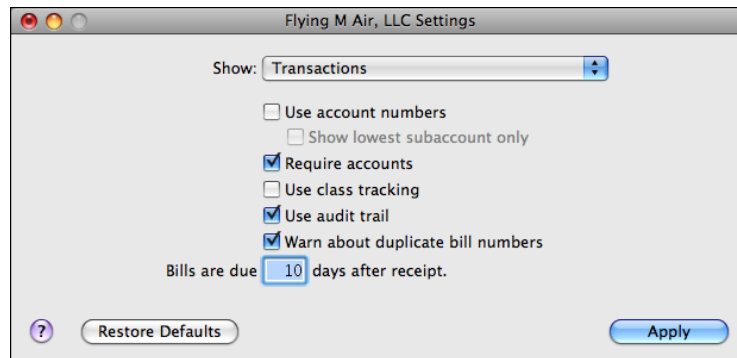 Flying M Air, LLC Settings
Show: Transactions
Use account numbers
Show lowest subaccount only
Require accounts
Use class tracking
Use audit trail
Warn about duplicate bill numbers
Bills are due 10 days after receipt.
? Restore Defaults Apply